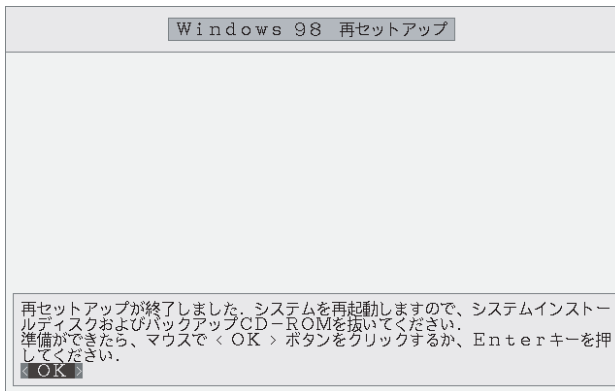 Windows 98 再セットアップ
再セットアップが終了しました．システムを再起動しますので、システムインストー
ルディスクおよびバックアップCD－ROMを抜いてください．
準備ができたら、マウスで＜OK＞ボタンをクリックするか、Enterキーを押
してください．
＜OK＞